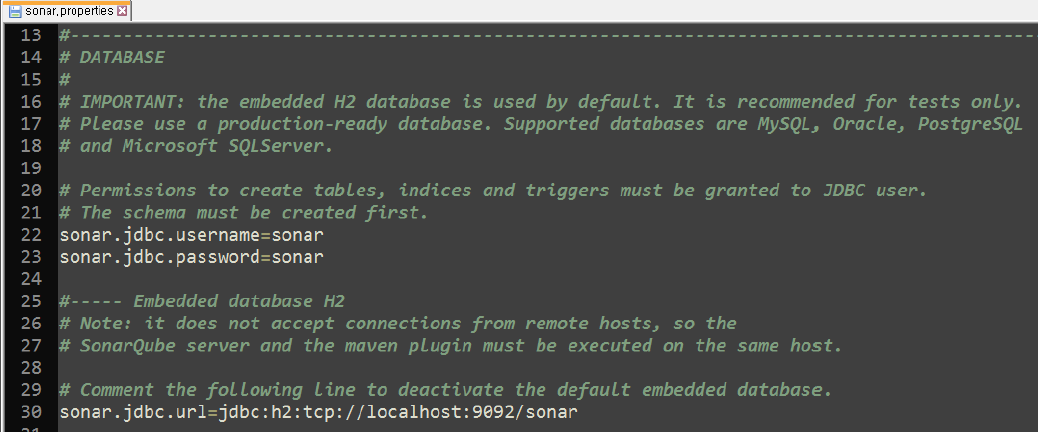 sonar.properties
13 #-----------------------------------------------------------------------------------------
14 # DATABASE
15 #
16 # IMPORTANT: the embedded H2 database is used by default. It is recommended for tests only.
17 # Please use a production-ready database. Supported databases are MySQL, Oracle, PostgreSQL
18 # and Microsoft SQLServer.
19
20 # Permissions to create tables, indices and triggers must be granted to JDBC user.
21 # The schema must be created first.
22 sonar.jdbc.username=sonar
23 sonar.jdbc.password=sonar
24
25 #----- Embedded database H2
26 # Note: it does not accept connections from remote hosts, so the
27 # SonarQube server and the maven plugin must be executed on the same host.
28
29 # Comment the following line to deactivate the default embedded database.
30 sonar.jdbc.url=jdbc:h2:tcp://localhost:9092/sonar